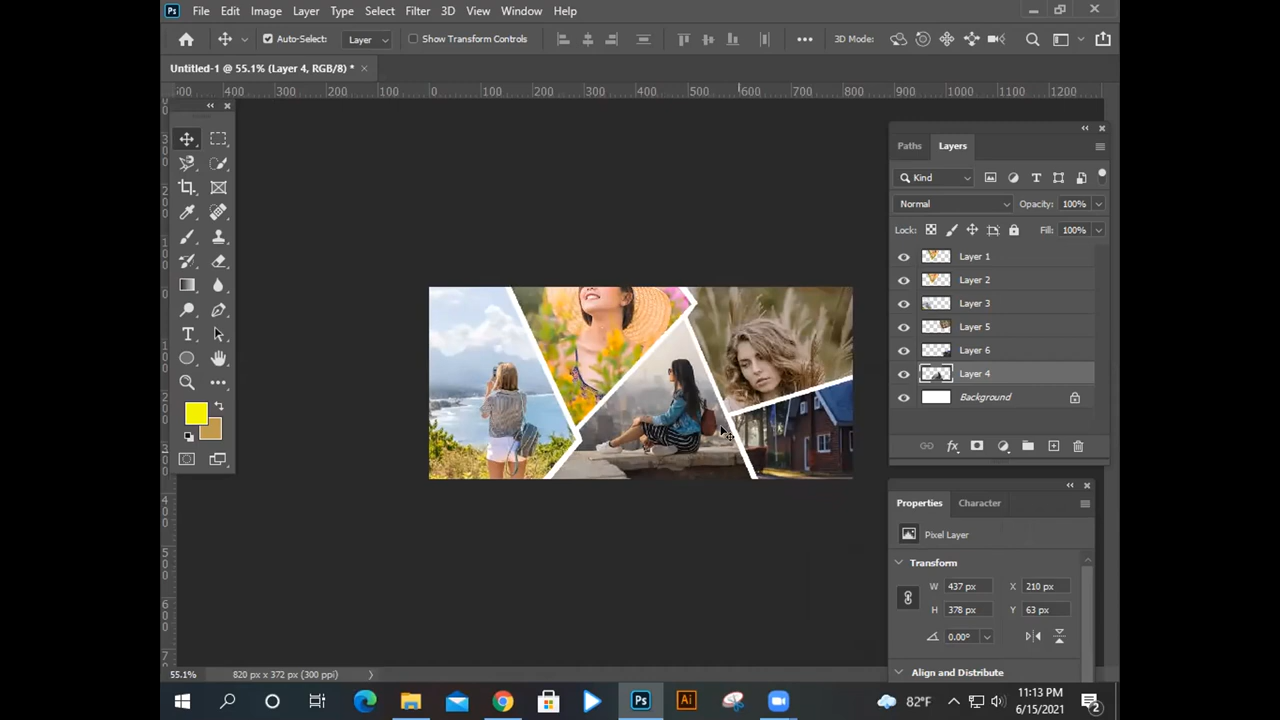 Ps File Edit Image Layer Type Select Filter 3D View Window Help
Auto-Select: Layer Show Transform Controls 3D Mode:
Untitled-1 @ 55.1% (Layer 4, RGB/8) *
400 300 200 100 0 100 200 300 400 500 600 700 800 900 1000 1100 1200
Paths Layers
Kind
Normal Opacity: 100%
Lock: Fill: 100%
Layer 1
Layer 2
Layer 3
Layer 5
Layer 6
Layer 4
Background
fx
Properties Character
Pixel Layer
Transform
W 437 px X 210 px
H 378 px Y 63 px
0.00°
Align and Distribute
55.1% 820 px x 372 px (300 ppi)
Ps Ai 82°F 11:13 PM
6/15/2021
2